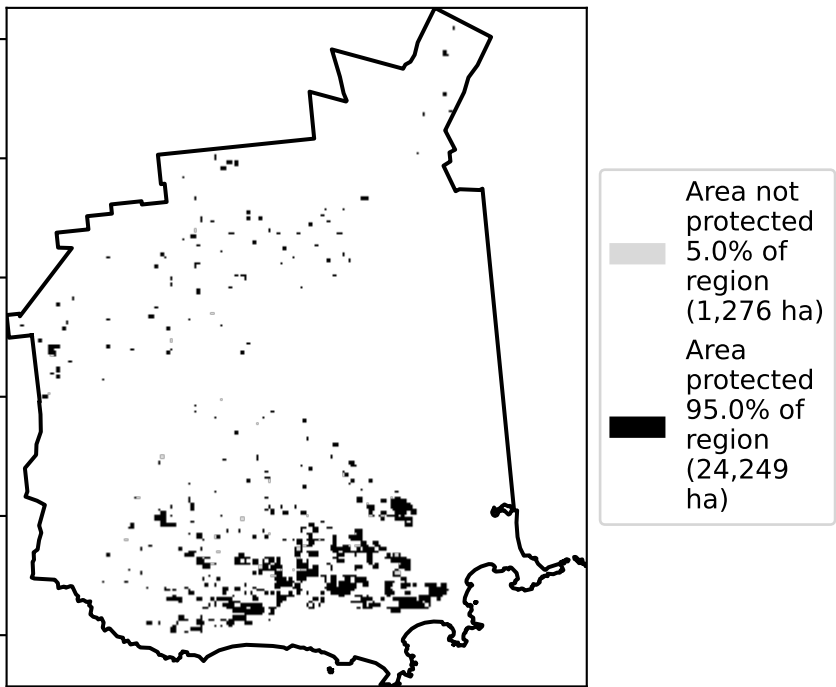 Area not
protected
5.0% of
region
(1,276 ha)
Area
protected
95.0% of
region
(24,249
ha)